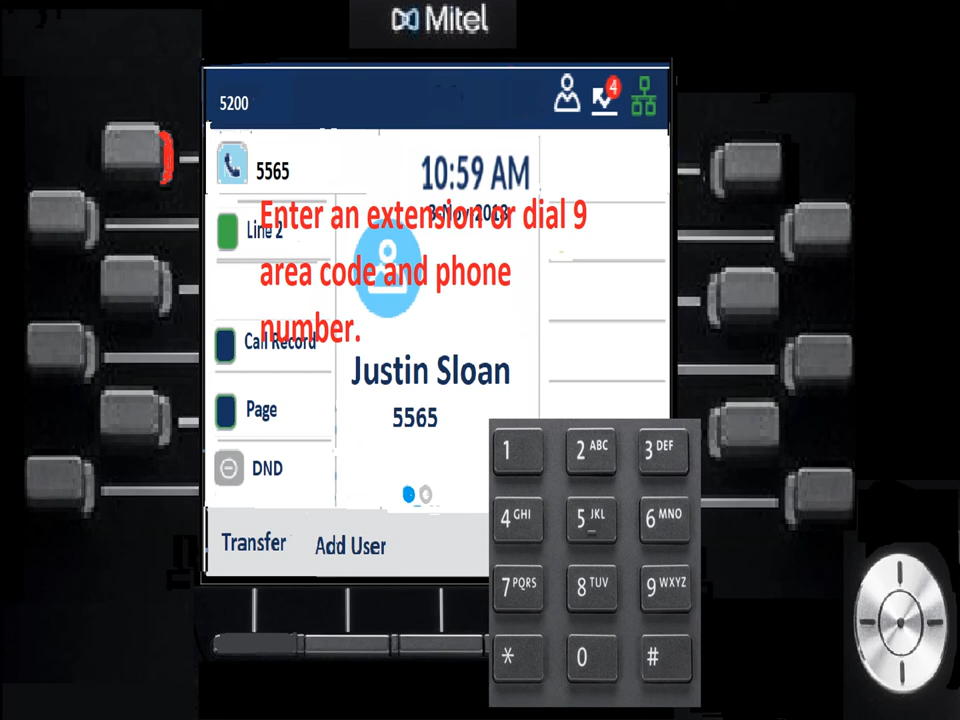 Mitel
5200
4
5565
10:59 AM
Enter an extension or dial 9
Line 2
area code and phone
number.
Call Record
Justin Sloan
Page
5565
DND
Transfer
Add User
1
2 ABC
3 DEF
4 GHI
5 JKL
6 MNO
7 PQRS
8 TUV
9 WXYZ
*
0
#